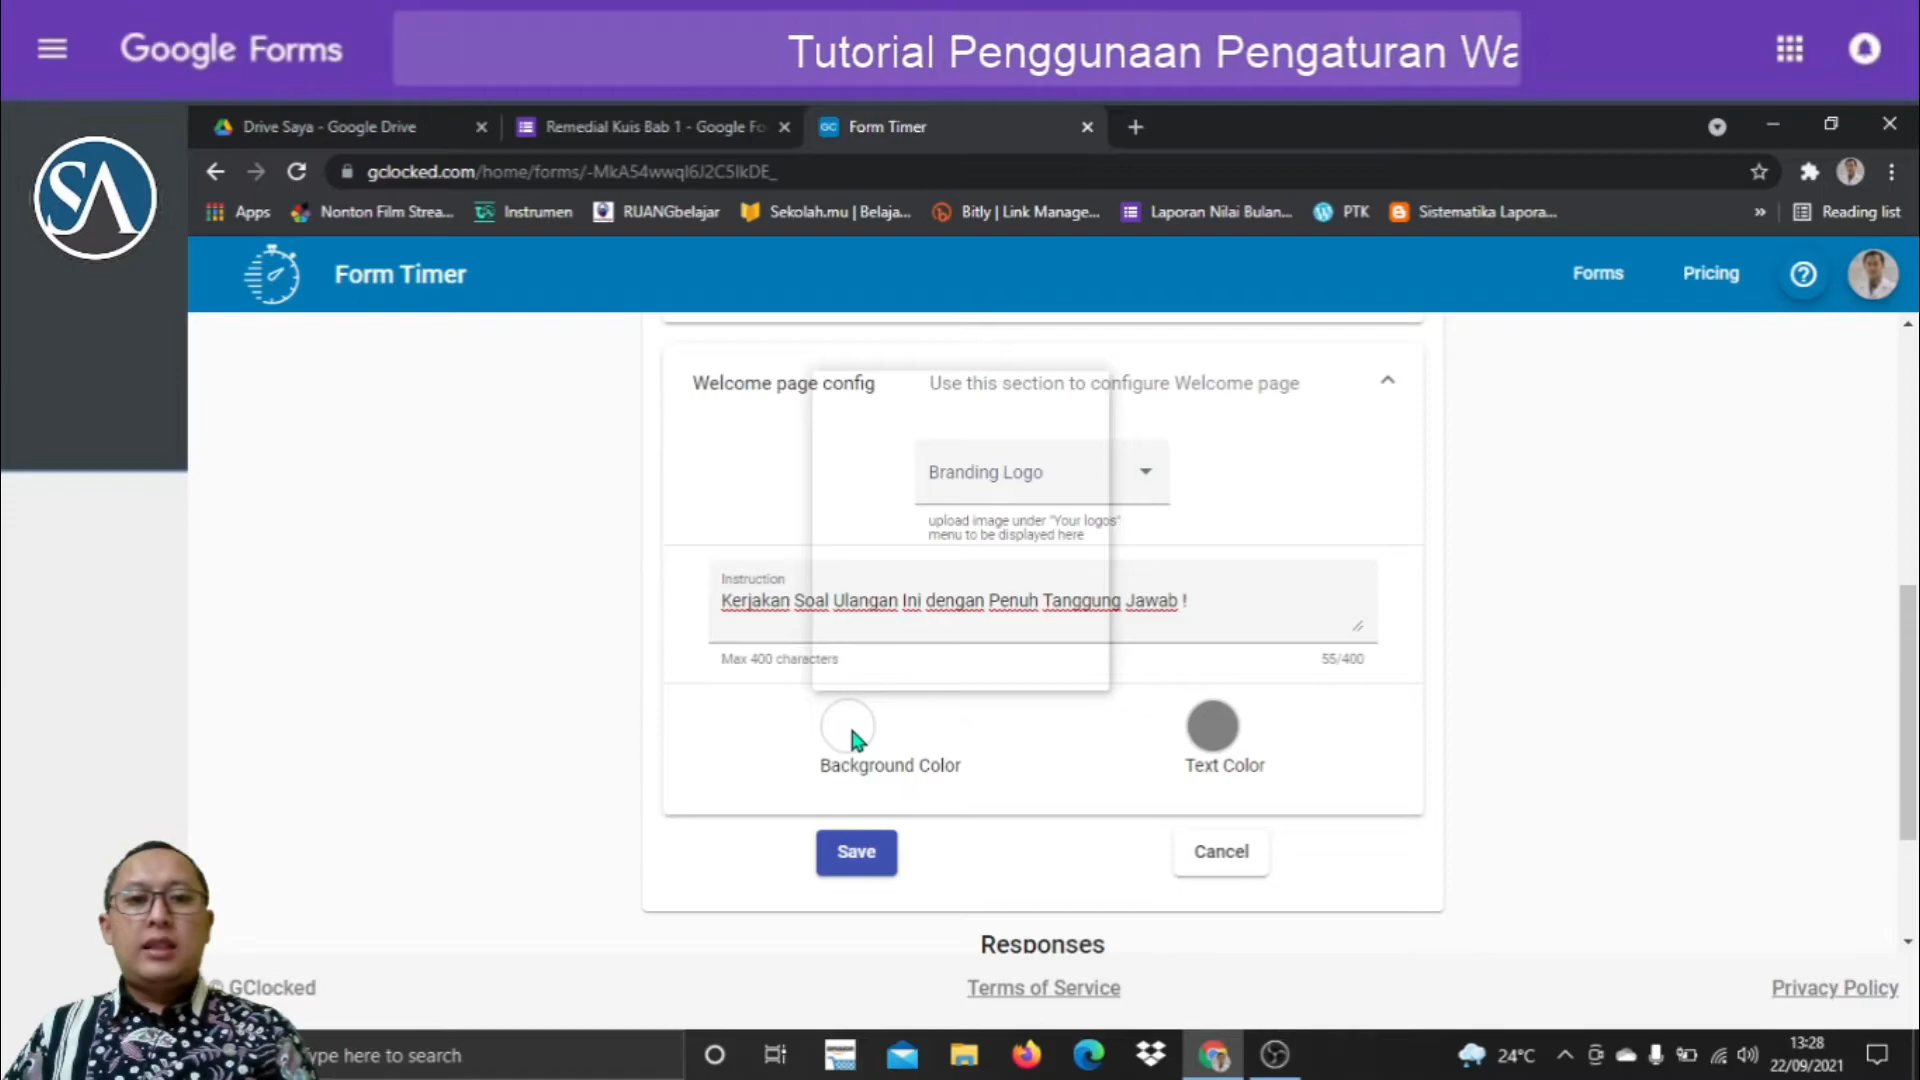 Google Forms
Tutorial Penggunaan Pengaturan Wa
SA
Drive Saya - Google Drive
Remedial Kuis Bab 1 - Google Fo
GC
Form Timer
gclocked.com/home/forms/-MkA54wwqI6J2C5IkDE_
Apps
Nonton Film Strea...
Instrumen
RUANGbelajar
Sekolah.mu | Belaja...
Bitly | Link Manage...
Laporan Nilai Bulan...
PTK
Sistematika Lapora...
»
Reading list
Form Timer
Forms
Pricing
Welcome page config
Use this section to configure Welcome page
Branding Logo
upload image under "Your logos"
menu to be displayed here
Instruction
Kerjakan Soal Ulangan Ini dengan Penuh Tanggung Jawab !
Max 400 characters
55/400
Background Color
Text Color
Save
Cancel
Responses
GClocked
Terms of Service
Privacy Policy
ype here to search
24°C
13:28
22/09/2021